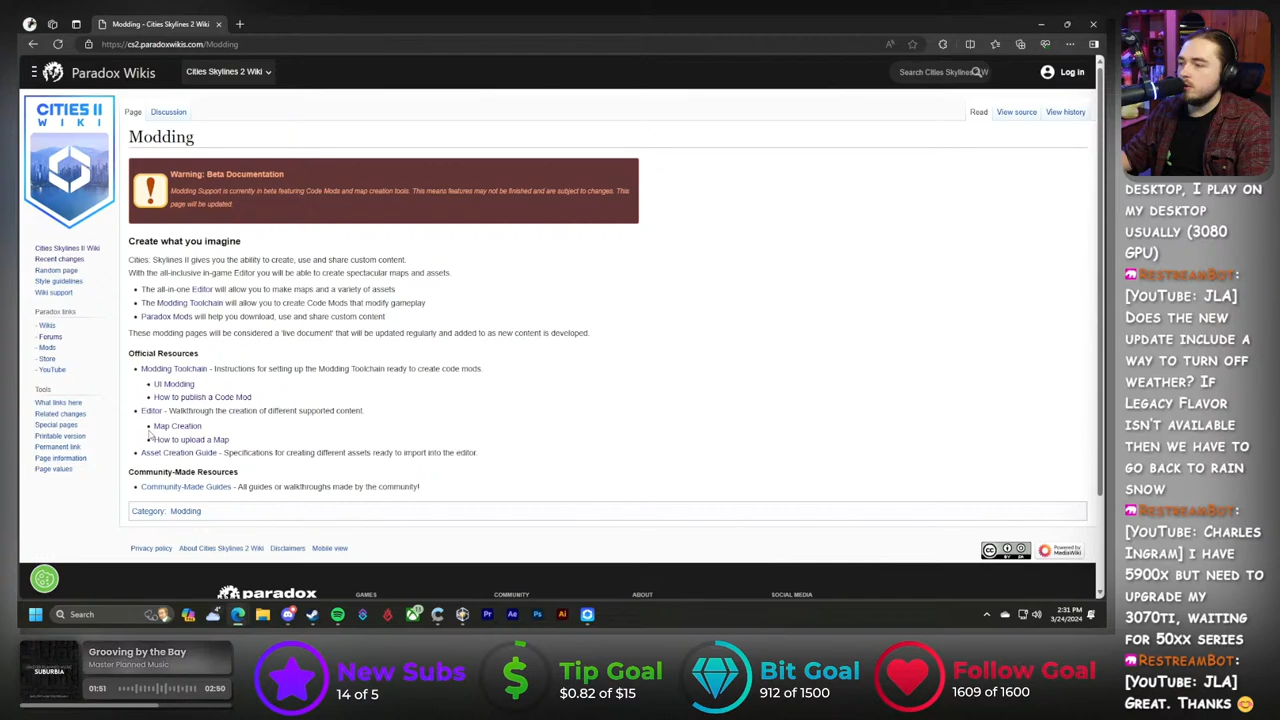 Modding - Cities Skylines 2 Wiki
https://cs2.paradoxwikis.com/Modding
Paradox Wikis
Cities Skylines 2 Wiki
Search Cities Skylines
Log in
CITIES II
WIKI
Page
Discussion
Read
View source
View history
Modding
Warning: Beta Documentation
Modding Support is currently in beta featuring Code Mods and map creation tools. This means features may not be finished and are subject to changes. This
page will be updated.
Create what you imagine
Cities: Skylines II gives you the ability to create, use and share custom content.
With the all-inclusive in-game Editor you will be able to create spectacular maps and assets.
• The all-in-one Editor will allow you to make maps and a variety of assets
• The Modding Toolchain will allow you to create Code Mods that modify gameplay
• Paradox Mods will help you download, use and share custom content
These modding pages will be considered a 'live document' that will be updated regularly and added to as new content is developed.
Official Resources
• Modding Toolchain - Instructions for setting up the Modding Toolchain ready to create code mods.
• UI Modding
• How to publish a Code Mod
• Editor - Walkthrough the creation of different supported content.
• Map Creation
• How to upload a Map
• Asset Creation Guide - Specifications for creating different assets ready to import into the editor.
Community-Made Resources
• Community-Made Guides - All guides or walkthroughs made by the community!
Category: Modding
Cities Skylines II Wiki
Recent changes
Random page
Style guidelines
Wiki support
Paradox links
- Wikis
- Forums
- Mods
- Store
- YouTube
Tools
What links here
Related changes
Special pages
Printable version
Permanent link
Page information
Page values
Privacy policy
About Cities Skylines 2 Wiki
Disclaimers
Mobile view
Powered by
MediaWiki
paradox
GAMES
COMMUNITY
ABOUT
SOCIAL MEDIA
Search
2:31 PM
3/24/2024
DESKTOP, I PLAY ON
MY DESKTOP
USUALLY (3080
GPU)
RESTREAMBOT:
[YOUTUBE: JLA]
DOES THE NEW
UPDATE INCLUDE A
WAY TO TURN OFF
WEATHER? IF
LEGACY FLAVOR
ISN'T AVAILABLE
THEN WE HAVE TO
GO BACK TO RAIN
SNOW
RESTREAMBOT:
[YOUTUBE: CHARLES
INGRAM] I HAVE
5900X BUT NEED TO
UPGRADE MY
3070TI, WAITING
FOR 50XX SERIES
RESTREAMBOT:
[YOUTUBE: JLA]
GREAT. THANKS 😊
SUBURBIA
Grooving by the Bay
Master Planned Music
01:51
02:50
New Subs
14 of 5
Tip Goal
$0.82 of $15
Bit Goal
212 of 1500
Follow Goal
1609 of 1600